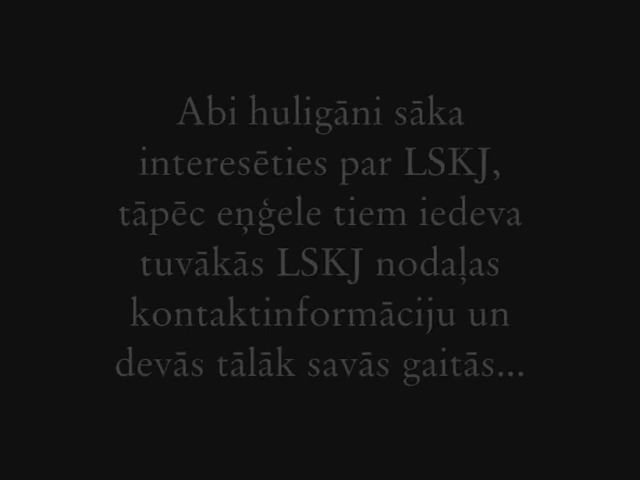 Abi huligāni sāka
interesēties par LSKJ,
tāpēc eņģele tiem iedeva
tuvākās LSKJ nodaļas
kontaktinformāciju un
devās tālāk savās gaitās...